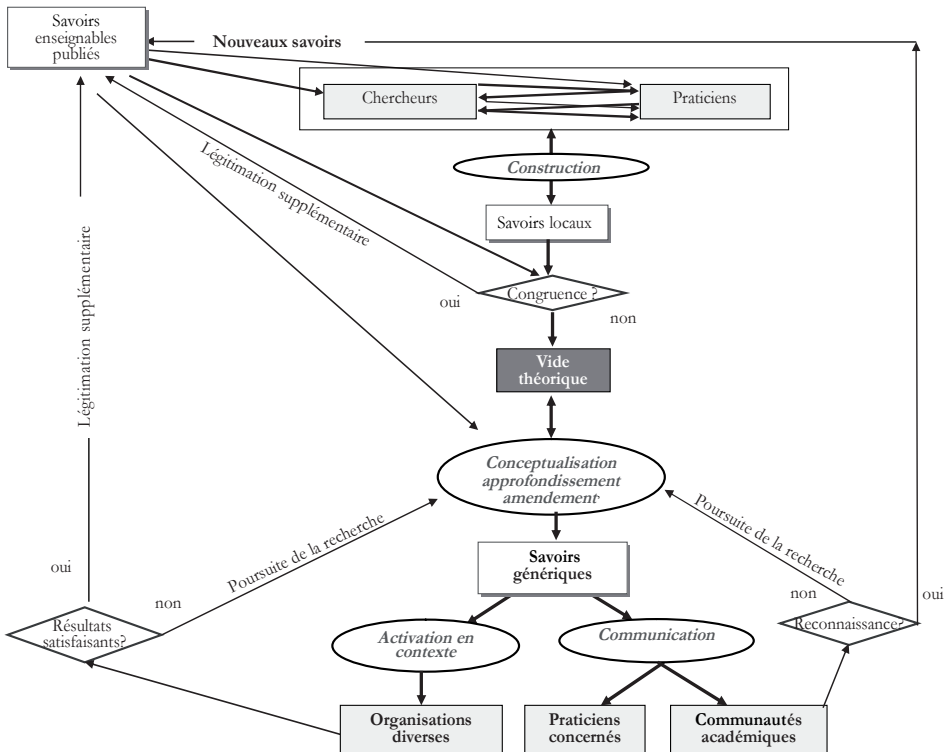 Savoirs
enseignables
publiés
Nouveaux savoirs
Chercheurs
Praticiens
Construction
Légitimation supplémentaire
Savoirs locaux
Légitimation supplémentaire
Congruence ?
oui
non
Vide
théorique
Conceptualisation
approfondissement
amendement
Poursuite de la recherche
Poursuite de la recherche
Savoirs
génériques
oui
non
non
oui
Résultats
satisfaisants?
Activation en
contexte
Communication
Reconnaissance?
Organisations
diverses
Praticiens
concernés
Communautés
académiques